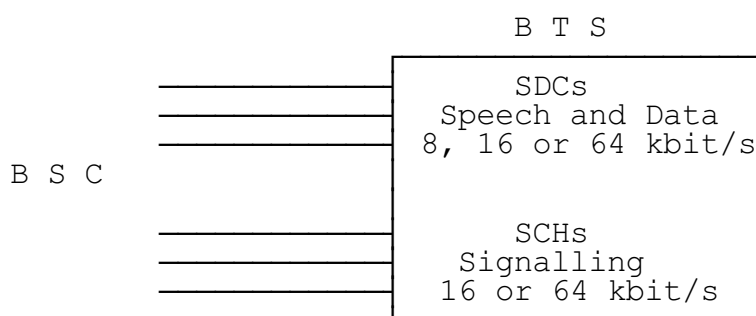 B T S
SDCs
Speech and Data
8, 16 or 64 kbit/s
B S C
SCHs
Signalling
16 or 64 kbit/s